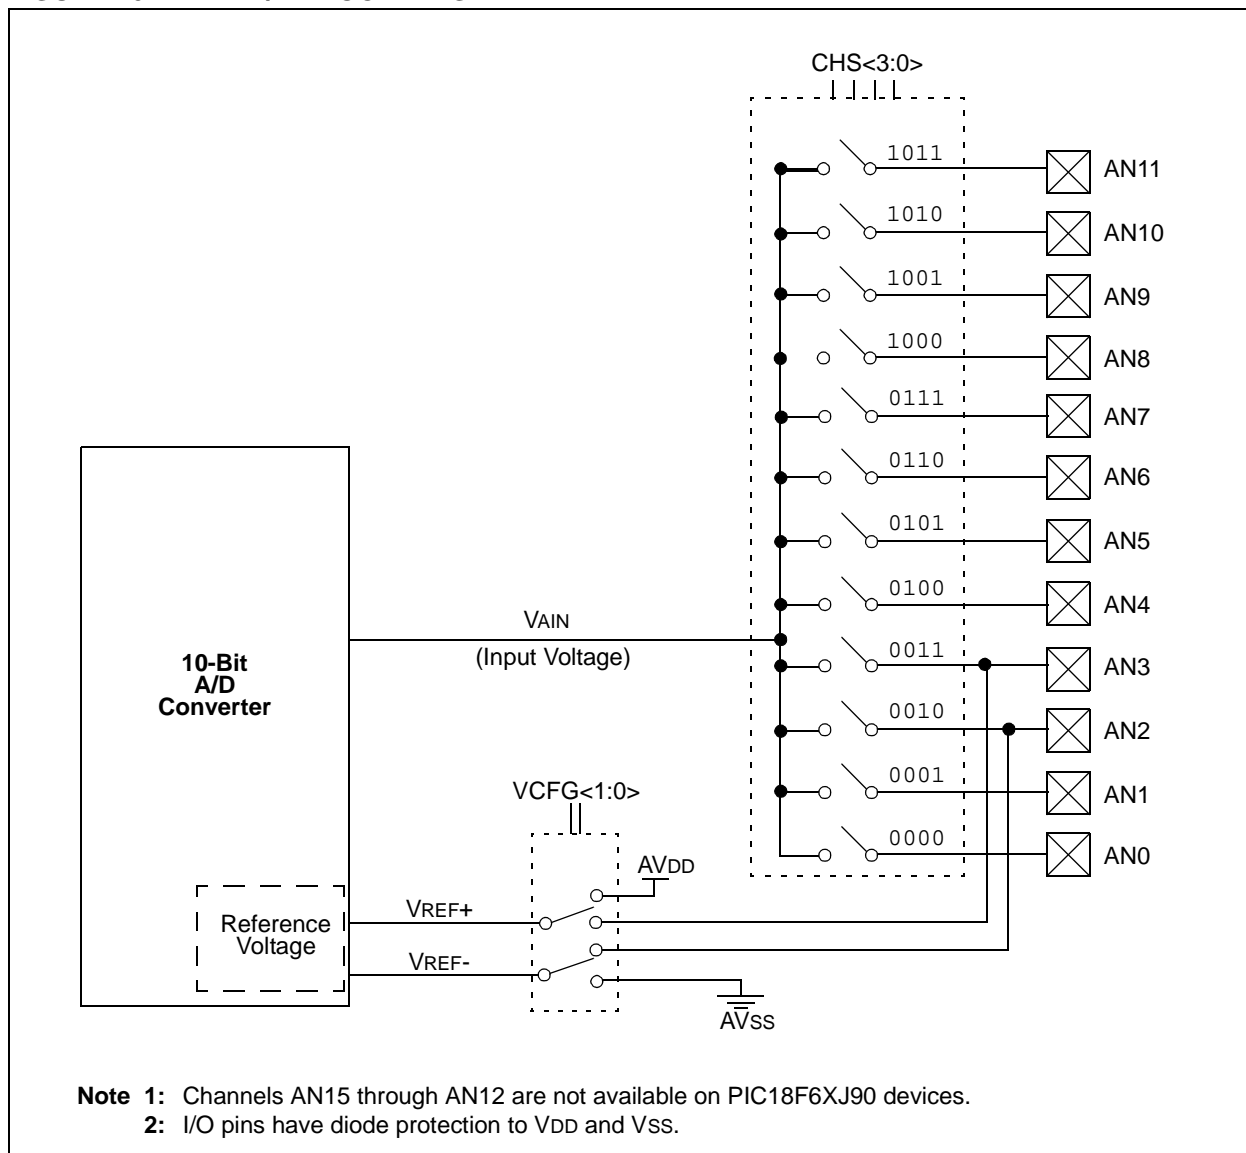 CHS<3:0>
1011 AN11
1010 AN10
1001 AN9
1000 AN8
0111 AN7
0110 AN6
0101 AN5
0100 AN4
VAIN
(Input Voltage)
0011 AN3
10-Bit
A/D
Converter
0010 AN2
VCFG<1:0>
0001 AN1
0000 AN0
AVDD
VREF+
Reference
Voltage
VREF-
AVSS
Note 1: Channels AN15 through AN12 are not available on PIC18F6XJ90 devices.
2: I/O pins have diode protection to VDD and VSS.